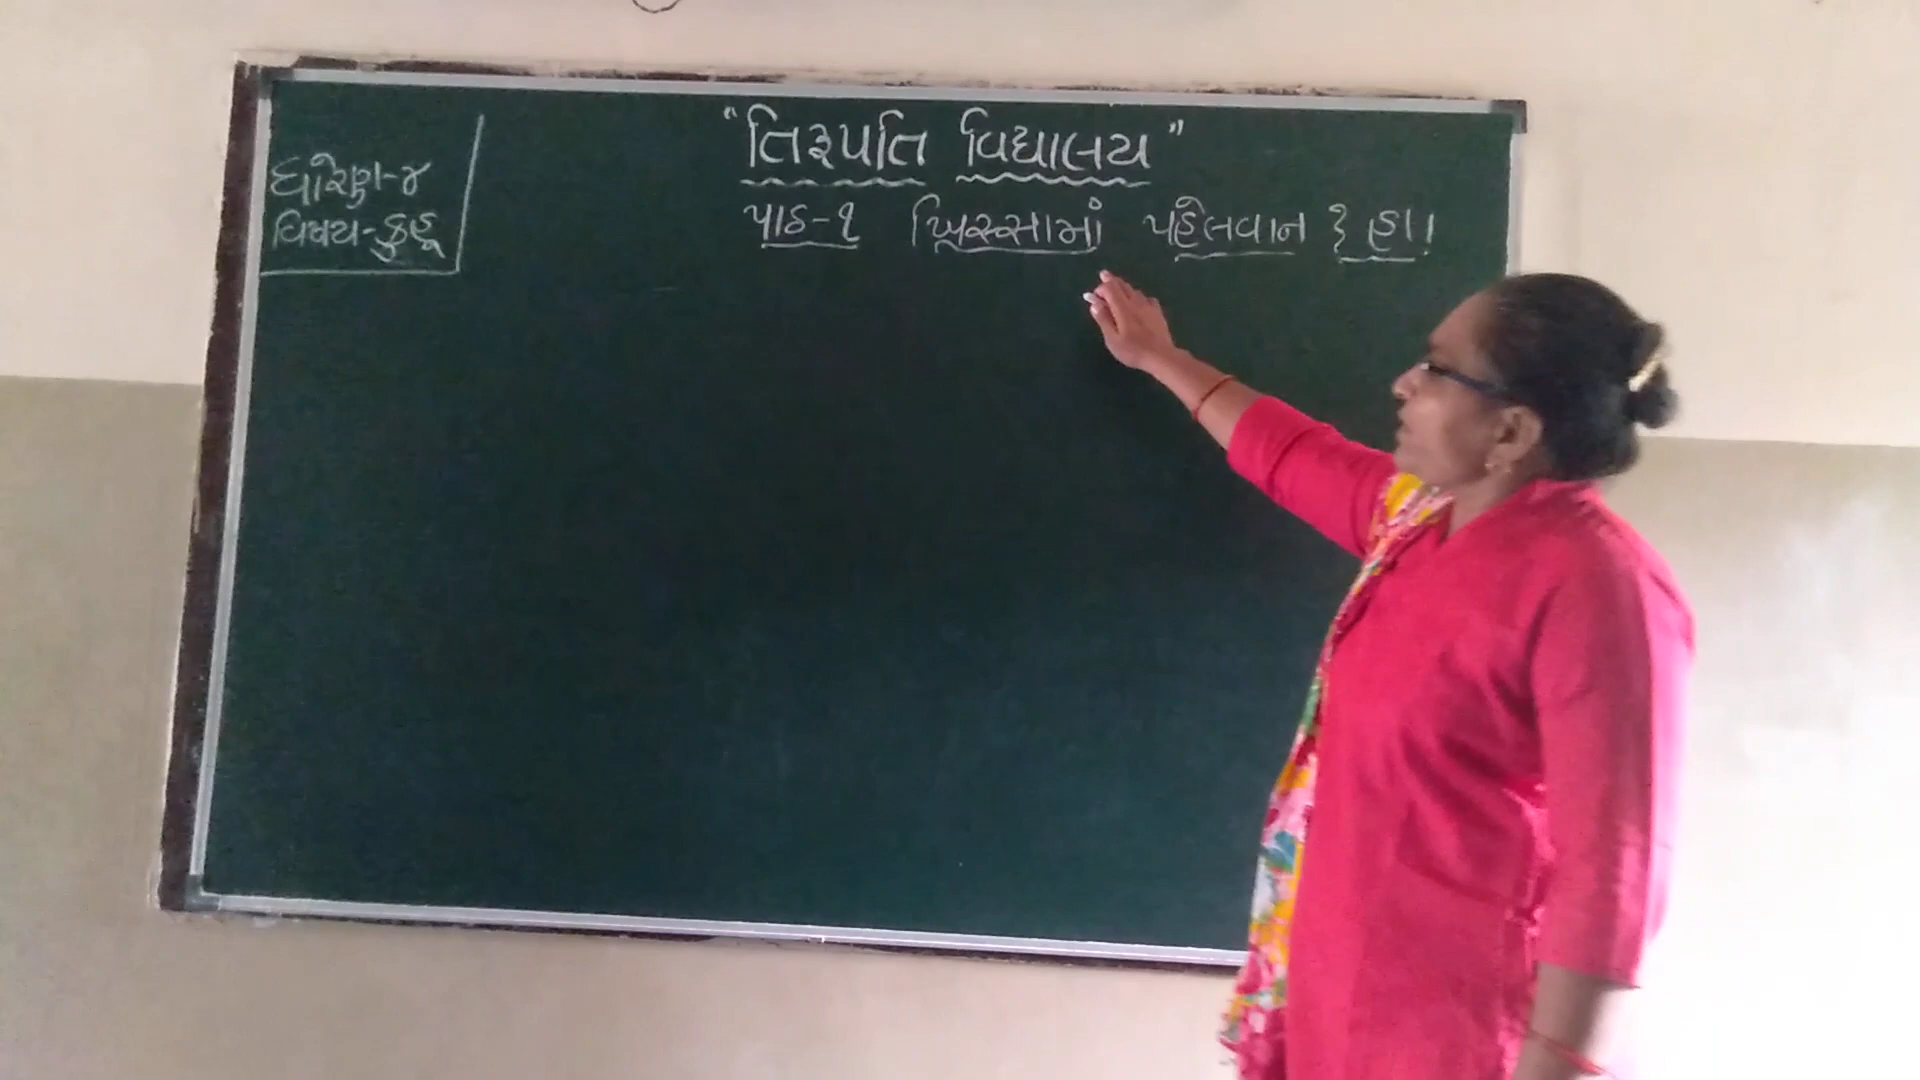 "તિરુપતિ વિદ્યાલય"
ધોરણ-૪
વિષય-કુહૂ
પાઠ-૧ ખિસ્સામાં પહેલવાન ? હા!